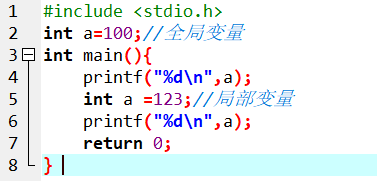 1 #include <stdio.h>
2 int a=100;//全局变量
3 int main(){
4 printf("%d\n",a);
5 int a =123;//局部变量
6 printf("%d\n",a);
7 return 0;
8 }